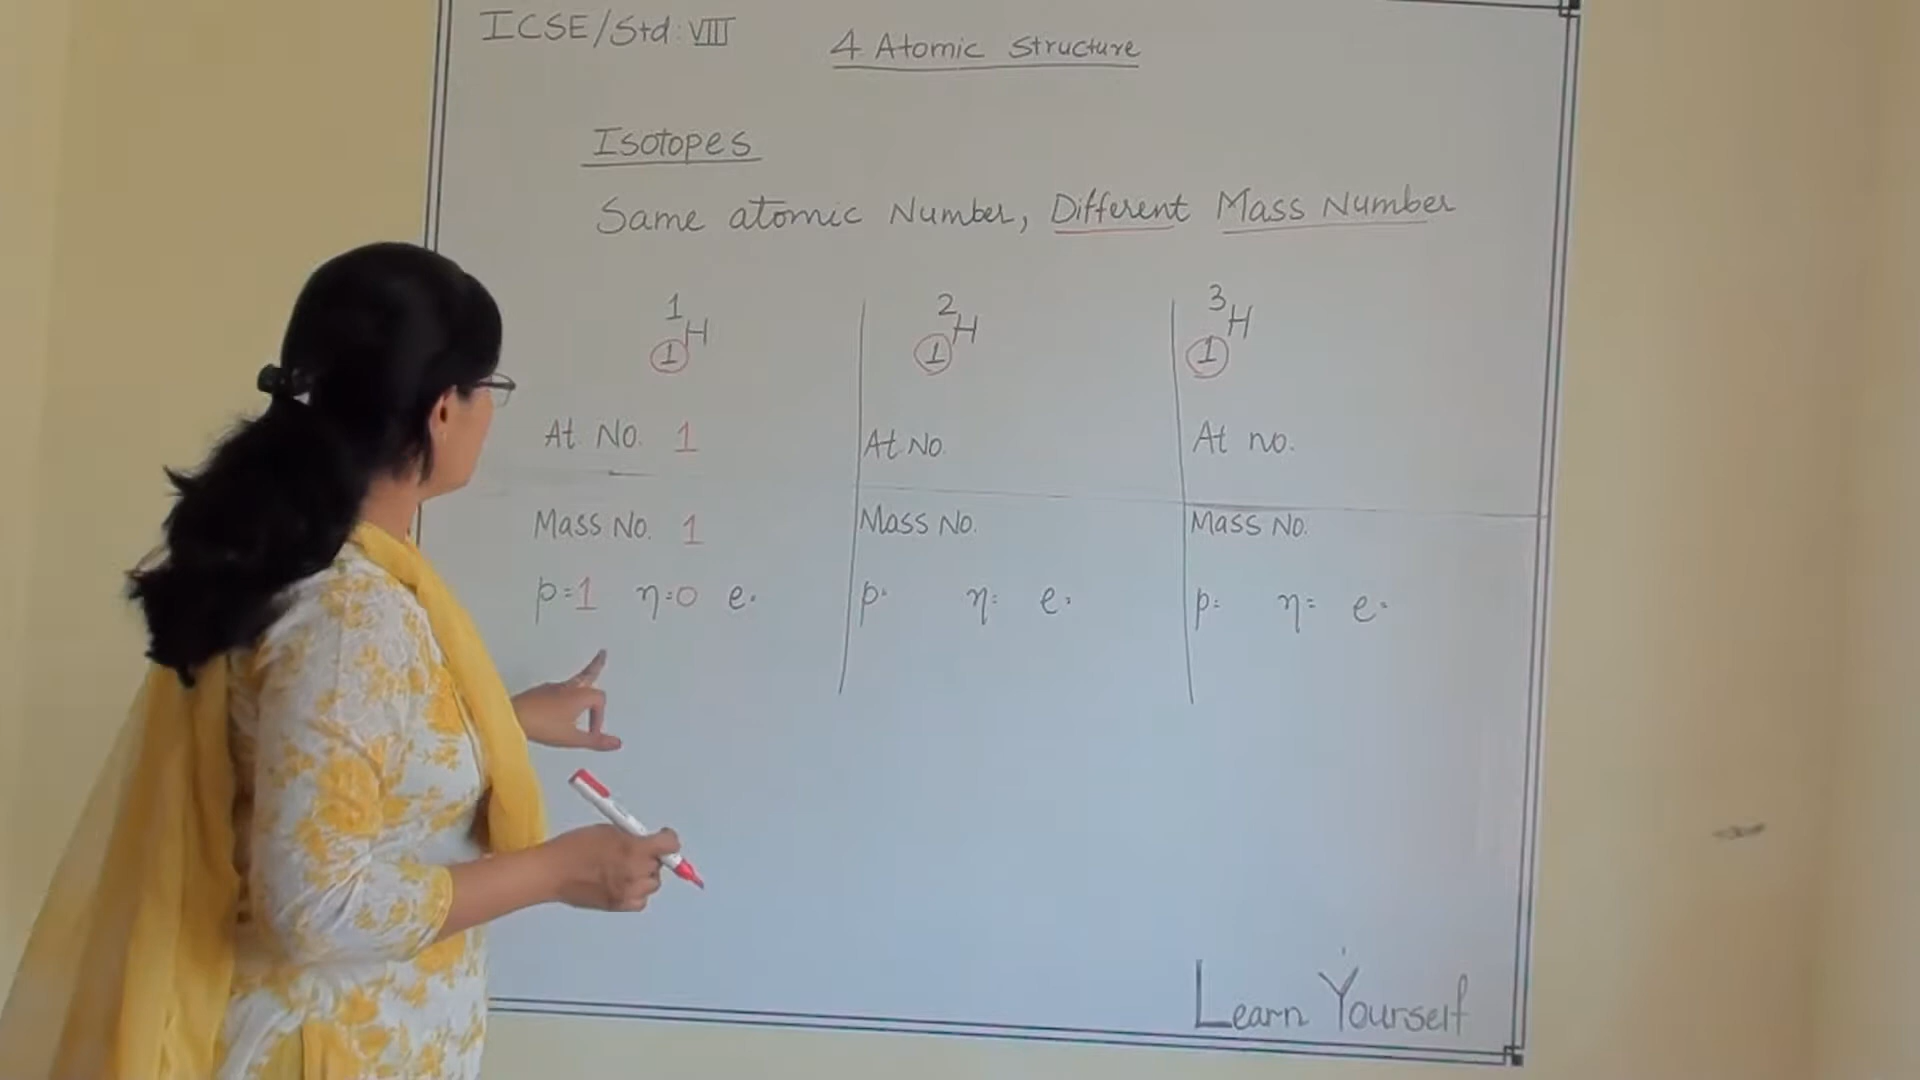 ICSE/Std: VIII
4 Atomic Structure
Isotopes
Same atomic Number, Different Mass Number
1 H 1
2 H 1
3 H 1
At No. 1
At No.
At no.
Mass No. 1
Mass No.
Mass No.
p=1 η=0 e=
p= η= e=
p= η= e=
Learn Yourself